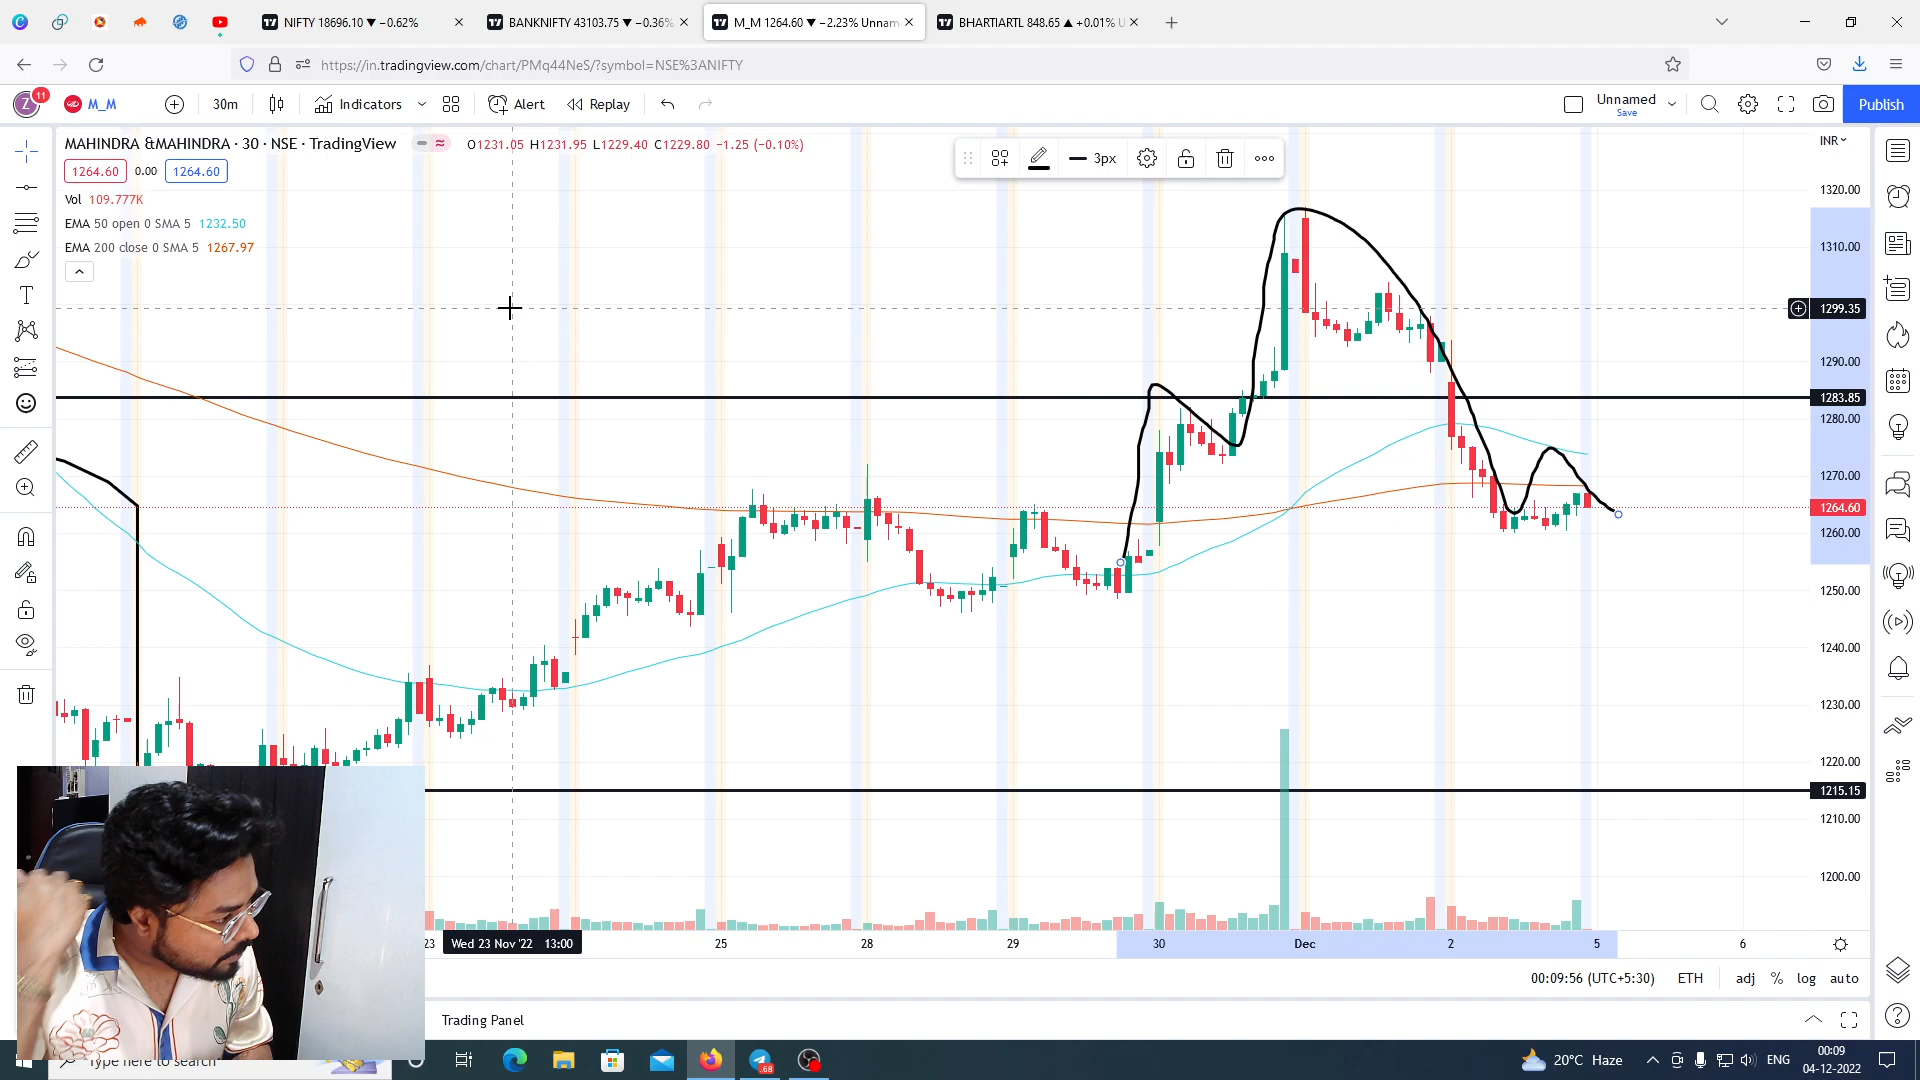 NIFTY 18696.10 ▼ −0.62%
BANKNIFTY 43103.75 ▼ −0.36%
M_M 1264.60 ▼ −2.23% Unnam
BHARTIARTL 848.65 ▲ +0.01% U
https://in.tradingview.com/chart/PMq44NeS/?symbol=NSE%3ANIFTY
Z 11 M_M 30m Indicators Alert Replay Unnamed Save Publish
MAHINDRA &MAHINDRA · 30 · NSE · TradingView O1231.05 H1231.95 L1229.40 C1229.80 −1.25 (−0.10%)
3px
INR
1264.60 0.00 1264.60
Vol 109.777K
EMA 50 open 0 SMA 5 1232.50
EMA 200 close 0 SMA 5 1267.97
1320.00
1310.00
1299.35
1290.00
1283.85
1280.00
1270.00
1264.60
1260.00
1250.00
1240.00
1230.00
1220.00
1215.15
1210.00
1200.00
23 Wed 23 Nov '22 13:00 25 28 29 30 Dec 2 5 6
00:09:56 (UTC+5:30) ETH adj % log auto
Trading Panel
Type here to search
.68
20°C Haze ENG
00:09
04-12-2022